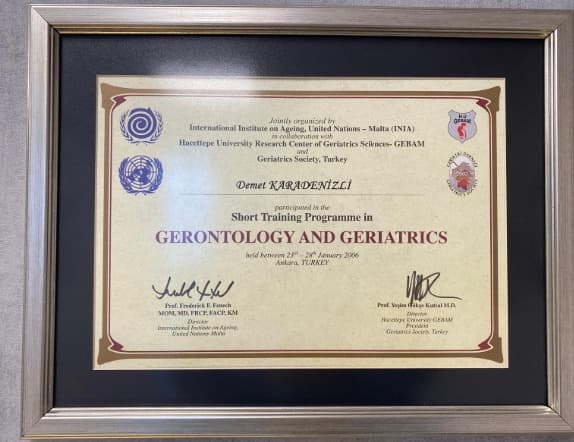 Jointly organized by
International Institute on Ageing, United Nations – Malta (INIA)
in collaboration with
Hacettepe University Research Center of Geriatrics Sciences- GEBAM
and
Geriatrics Society, Turkey
GEBAM
Demet KARADENİZLİ
participated in the
Short Training Programme in
GERONTOLOGY AND GERIATRICS
held between 23rd – 28th January 2006
Ankara, TURKEY
Prof. Frederick F. Fenech
MOM, MD, FRCP, FACP, KM
Director
International Institute on Ageing,
United Nations-Malta
Prof. Yeşim Gökçe Kutsal M.D.
Director
Hacettepe University GEBAM
President
Geriatrics Society, Turkey